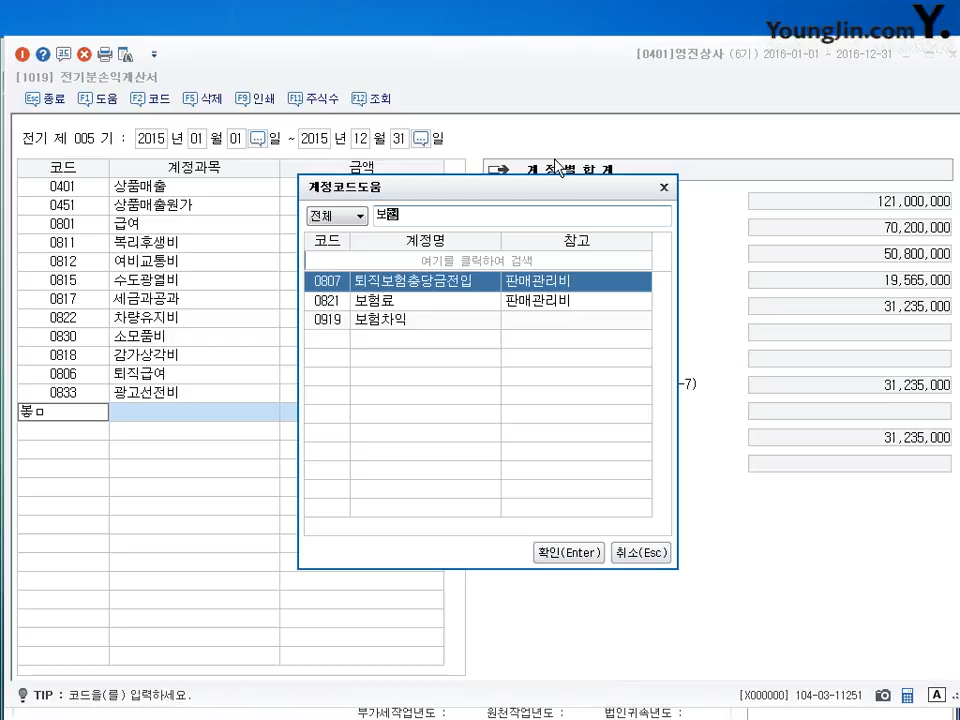 YoungJin.com Y.
[0401]영진상사 (6기) 2016-01-01 ~ 2016-12-31
[1019] 전기분손익계산서
Esc 종료 F1 도움 F2 코드 F5 삭제 F9 인쇄 F11 주식수 F12 조회
전기 제 005 기 : 2015 년 01 월 01 일 ~ 2015 년 12 월 31 일
코드 계정과목 금액
0401 상품매출
0451 상품매출원가
0801 급여
0811 복리후생비
0812 여비교통비
0815 수도광열비
0817 세금과공과
0822 차량유지비
0830 소모품비
0818 감가상각비
0806 퇴직급여
0833 광고선전비
봏ㅁ
계정코드도움 x
전체 보험
코드 계정명 참고
여기를 클릭하여 검색
0807 퇴직보험충당금전입 판매관리비
0821 보험료 판매관리비
0919 보험차익
확인(Enter) 취소(Esc)
계 정 별 합 계
121,000,000
70,200,000
50,800,000
19,565,000
31,235,000
-7) 31,235,000
31,235,000
TIP : 코드을(를) 입력하세요.
[X000000] 104-03-11251 A
부가세작업년도 : 원천작업년도 : 법인귀속년도 :